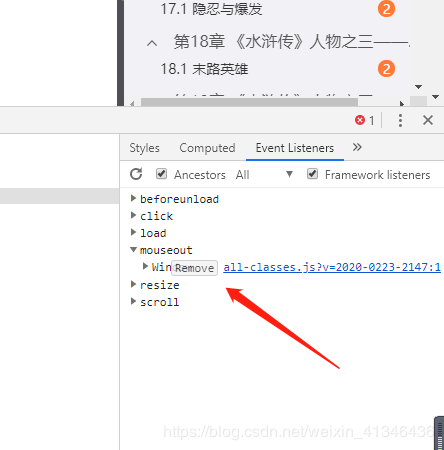 17.1 隐忍与爆发 2
第18章 《水浒传》人物之三——
18.1 末路英雄 2
1
Styles Computed Event Listeners
Ancestors All Framework listeners
beforeunload
click
load
mouseout
Win Remove all-classes.js?v=2020-0223-2147:1
resize
scroll
https://blog.csdn.net/weixin_41346436